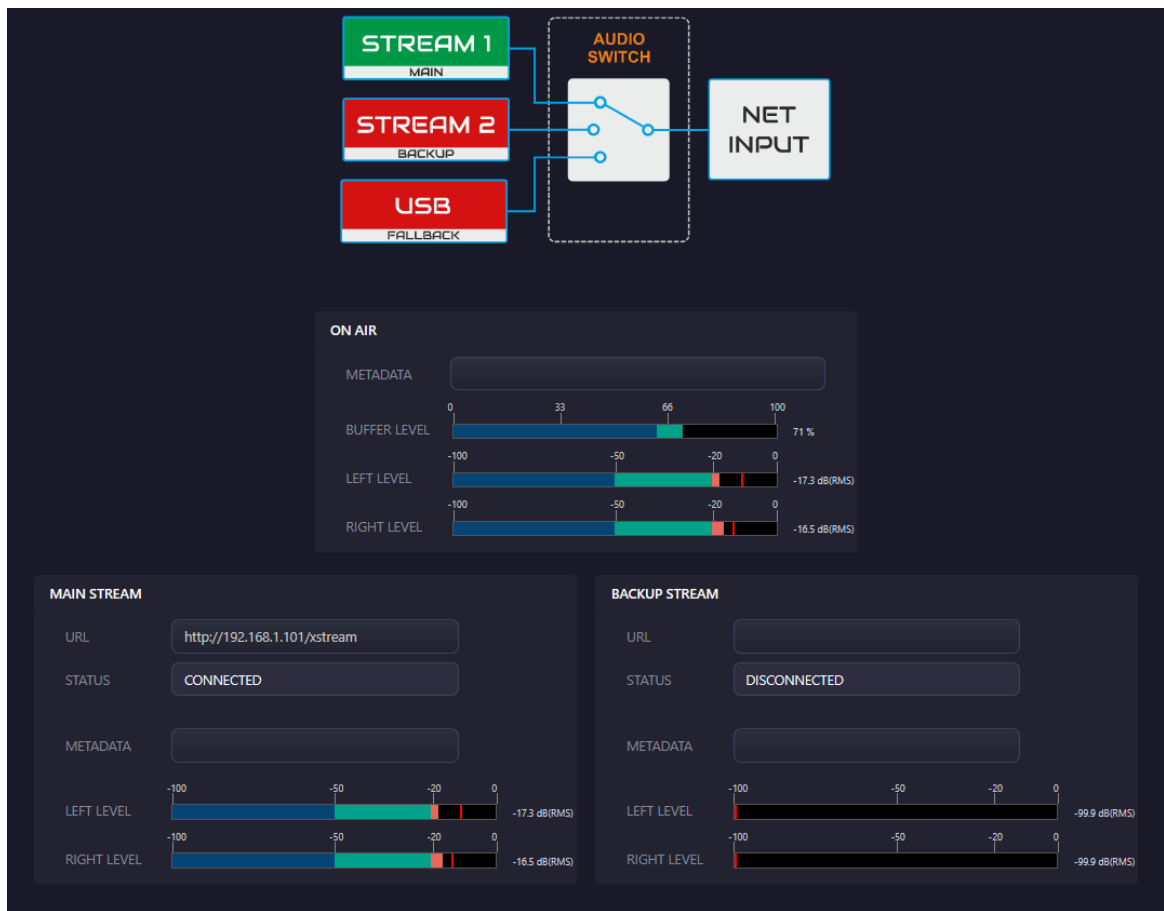 STREAM 1
MAIN
AUDIO
SWITCH
NET
INPUT
STREAM 2
BACKUP
USB
FALLBACK
ON AIR
METADATA
0 33 66 100
BUFFER LEVEL 71 %
-100 -50 -20 0
LEFT LEVEL -17.3 dB(RMS)
-100 -50 -20 0
RIGHT LEVEL -16.5 dB(RMS)
MAIN STREAM
URL http://192.168.1.101/xstream
STATUS CONNECTED
METADATA
-100 -50 -20 0
LEFT LEVEL -17.3 dB(RMS)
-100 -50 -20 0
RIGHT LEVEL -16.5 dB(RMS)
BACKUP STREAM
URL
STATUS DISCONNECTED
METADATA
-100 -50 -20 0
LEFT LEVEL -99.9 dB(RMS)
-100 -50 -20 0
RIGHT LEVEL -99.9 dB(RMS)